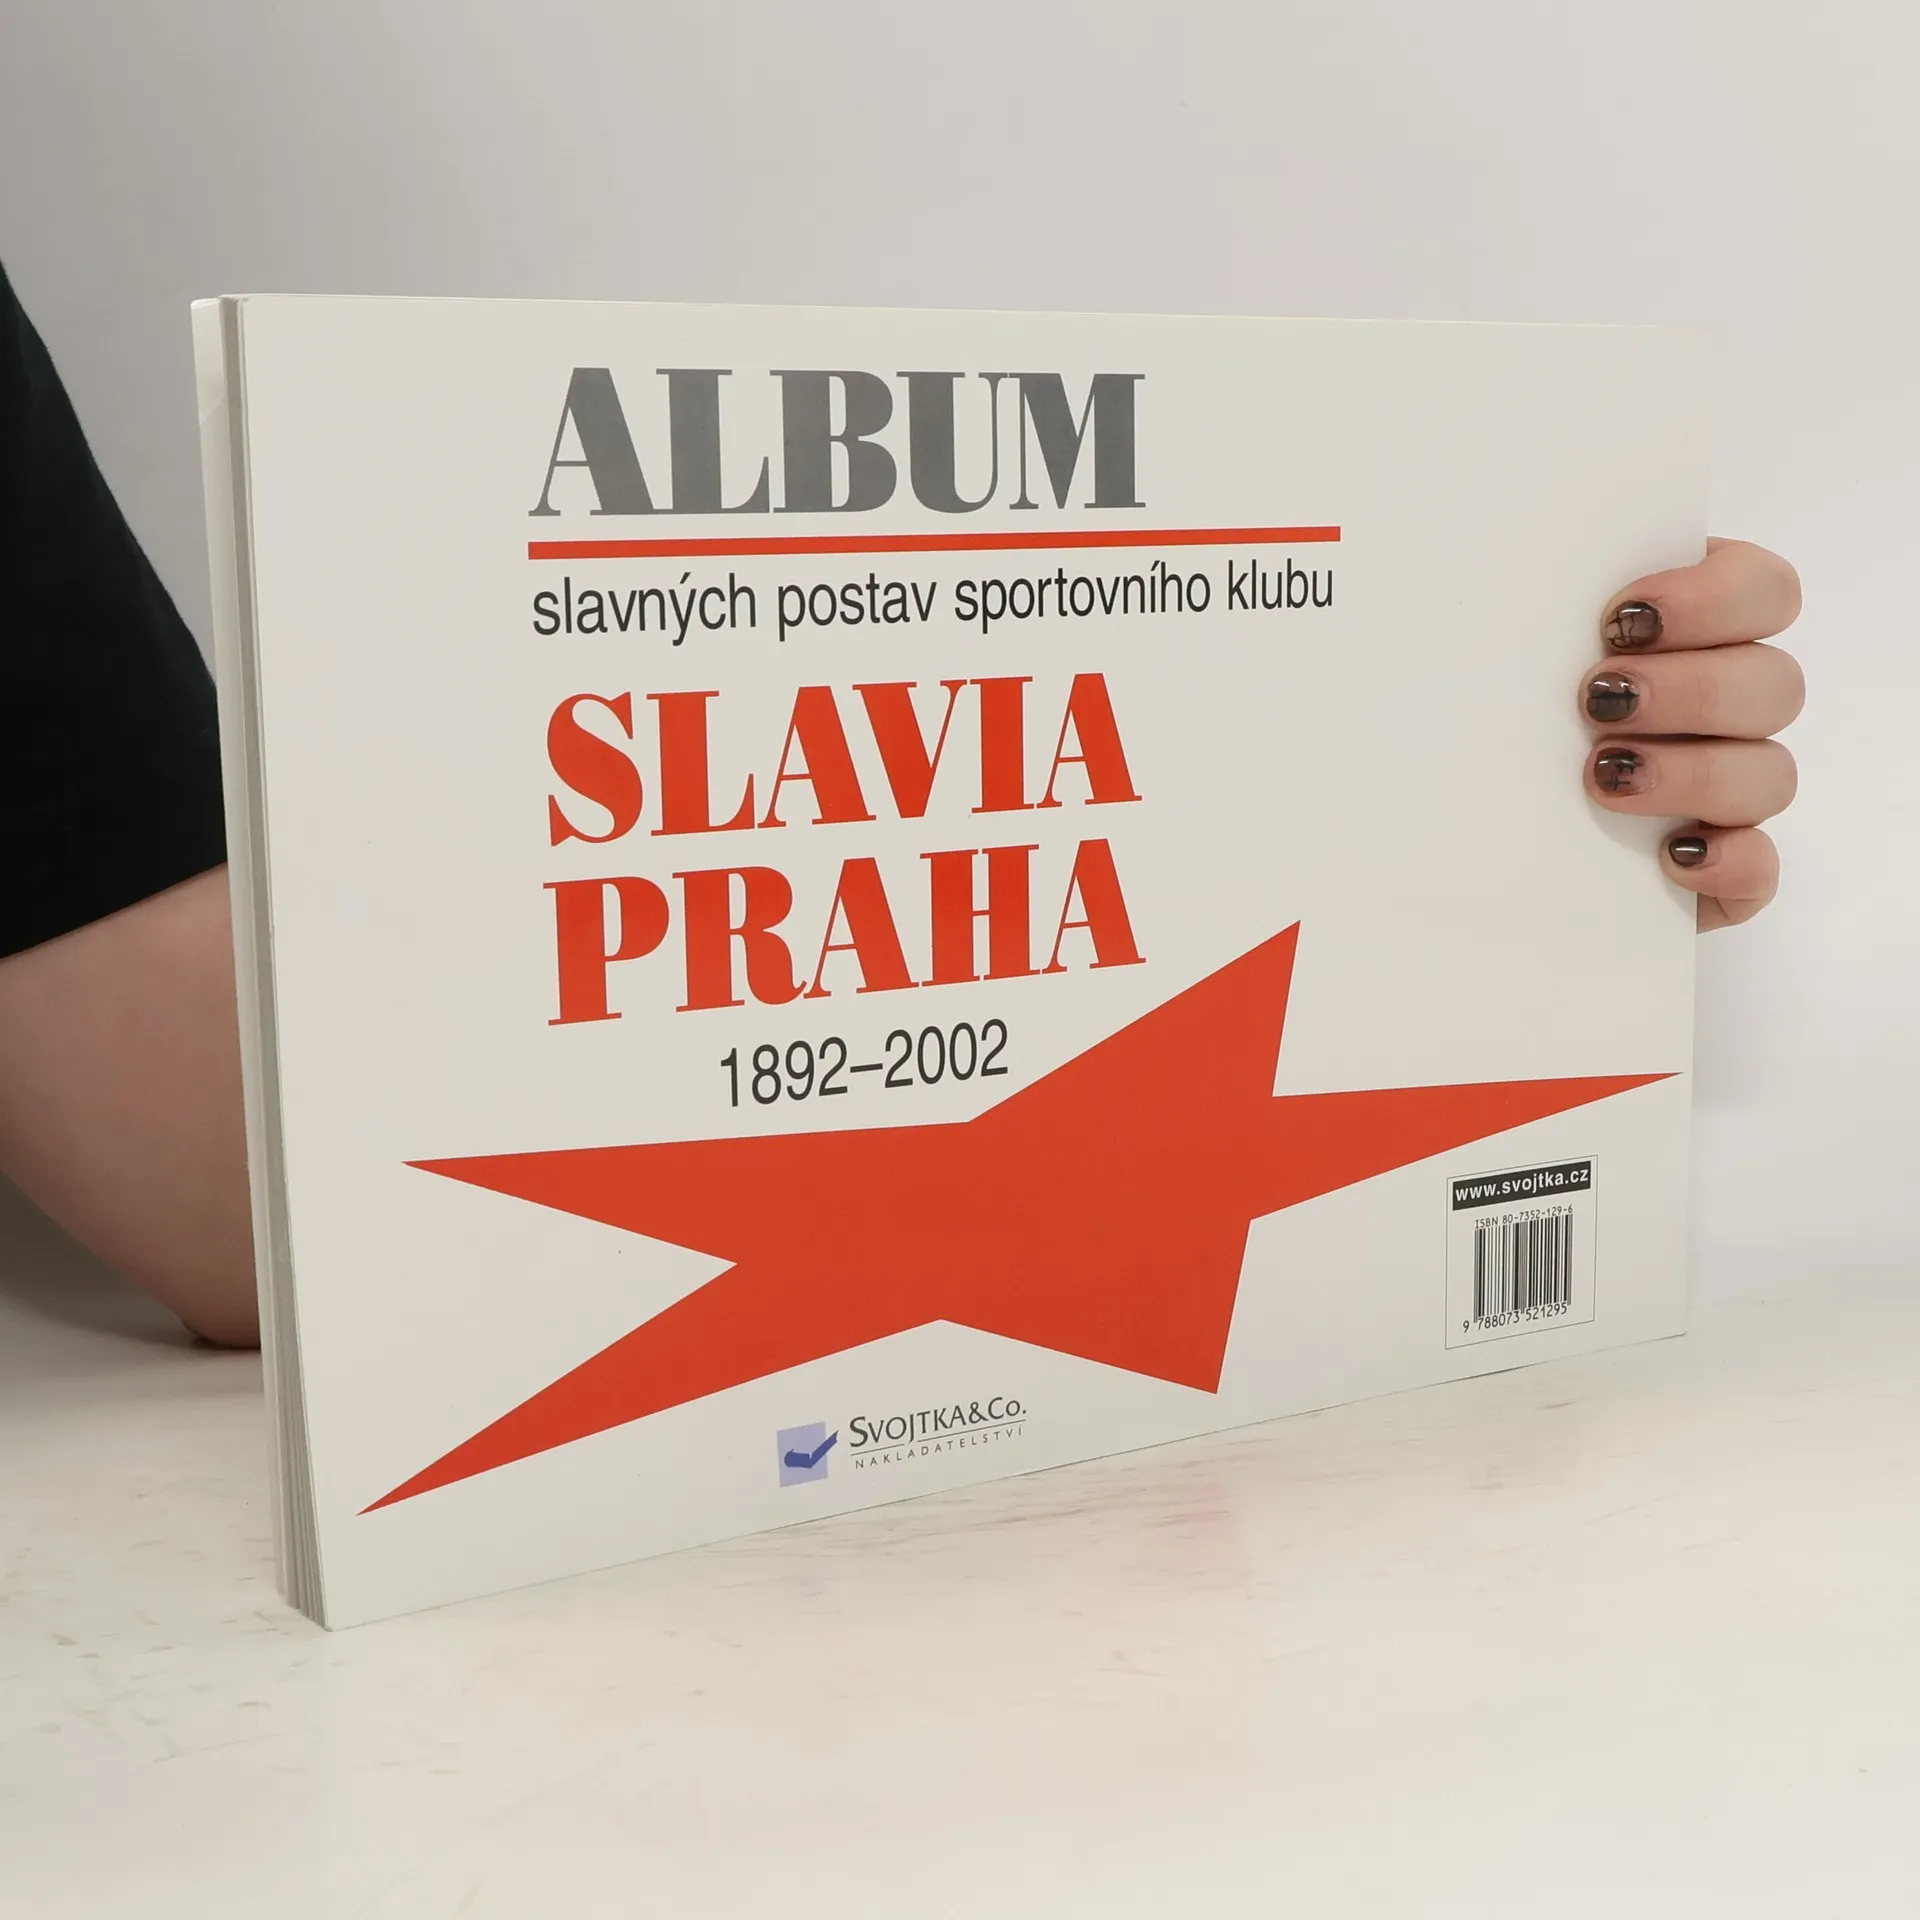 ALBUM
slavných postav sportovního klubu
SLAVIA
PRAHA
1892–2002
www.svojtka.cz
ISBN 80-7352-129-6
9 788073 521295
SVOJTKA&CO.
NAKLADATELSTVÍ